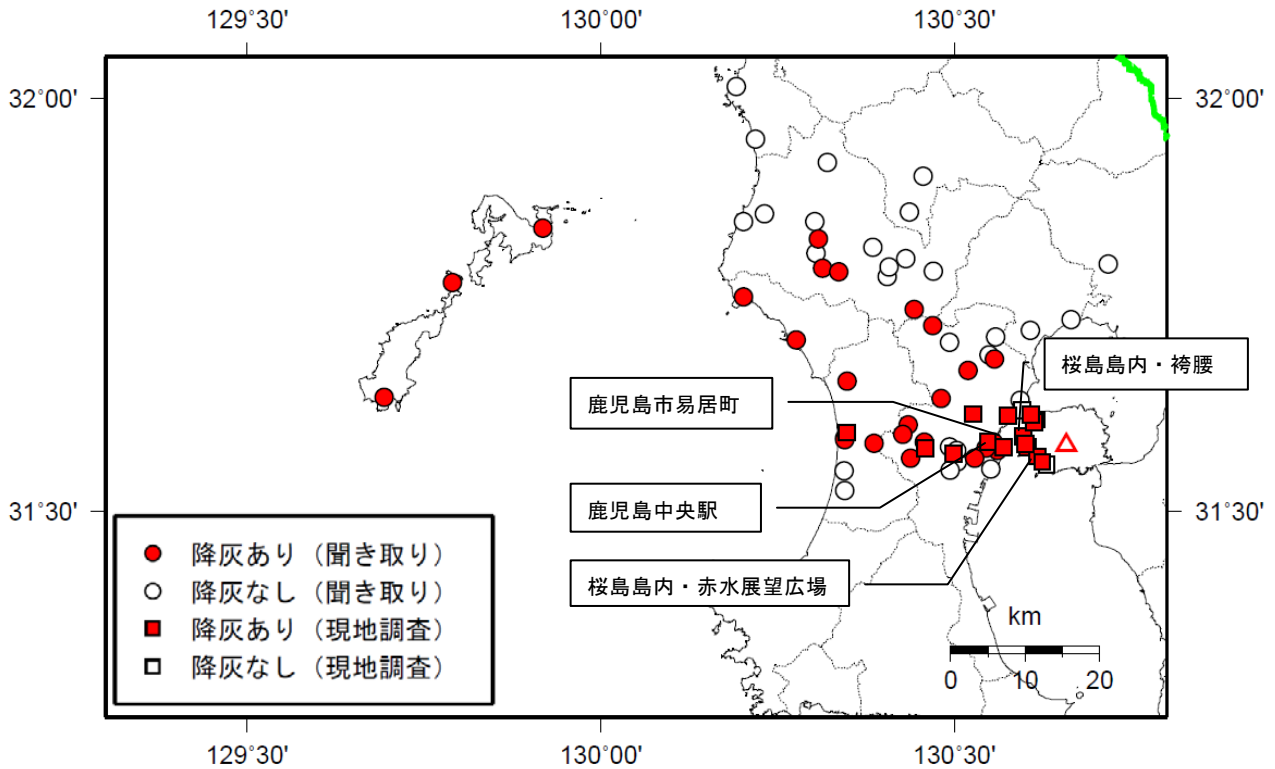 129°30'
130°00'
130°30'
32°00'
32°00'
桜島島内・袴腰
鹿児島市易居町
鹿児島中央駅
31°30'
31°30'
降灰あり（聞き取り）
降灰なし（聞き取り）
降灰あり（現地調査）
降灰なし（現地調査）
桜島島内・赤水展望広場
km
0 10 20
129°30'
130°00'
130°30'